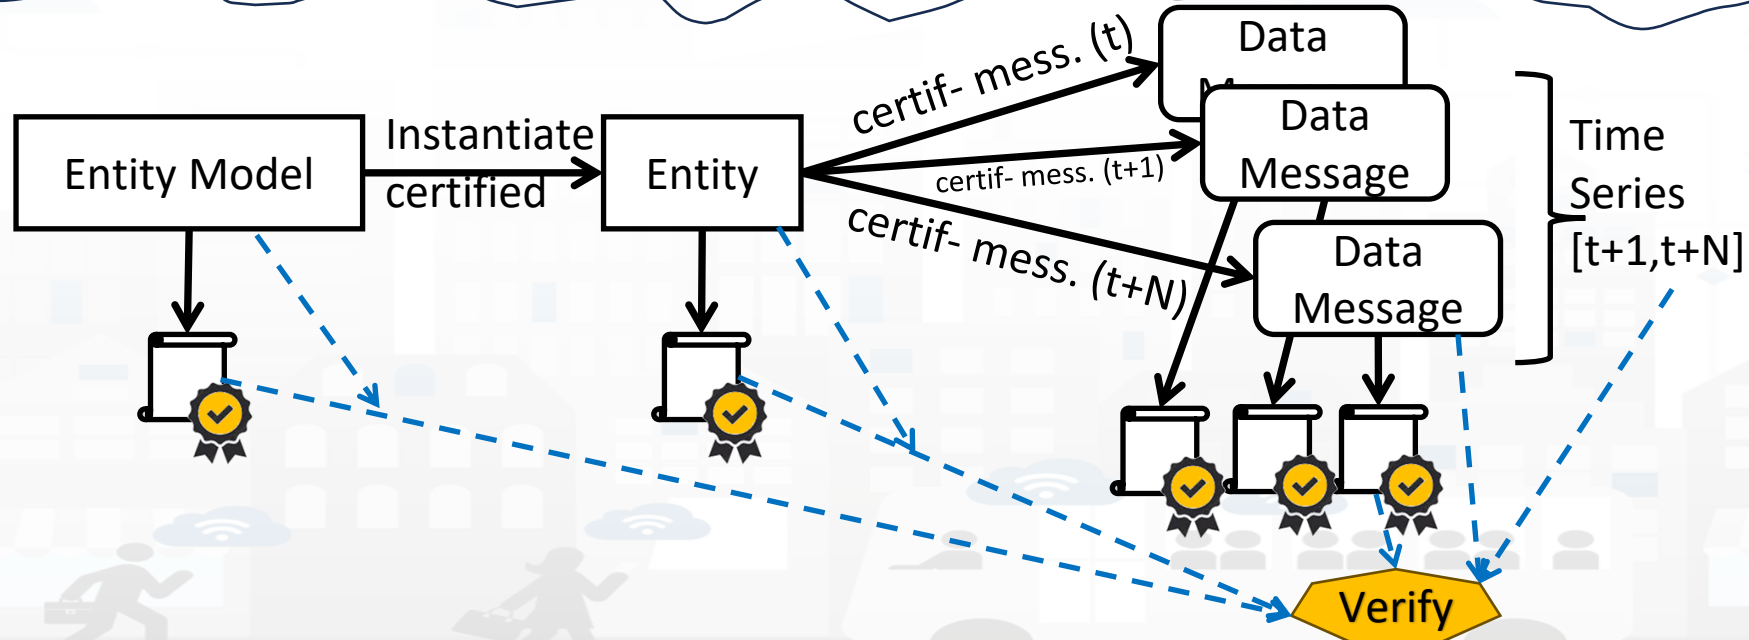 Entity Model
Instantiate
certified
Entity
certif- mess. (t)
certif- mess. (t+1)
certif- mess. (t+N)
Data
Data
Message
Data
Message
Time
Series
[t+1,t+N]
Verify